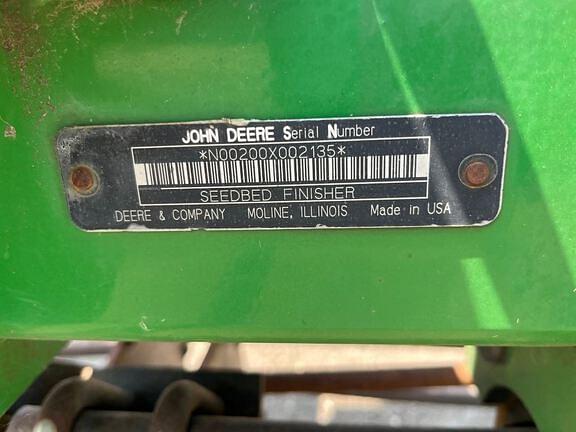 JOHN DEERE Serial Number
*N00200X002135*
SEEDBED FINISHER
DEERE & COMPANY MOLINE, ILLINOIS Made in USA